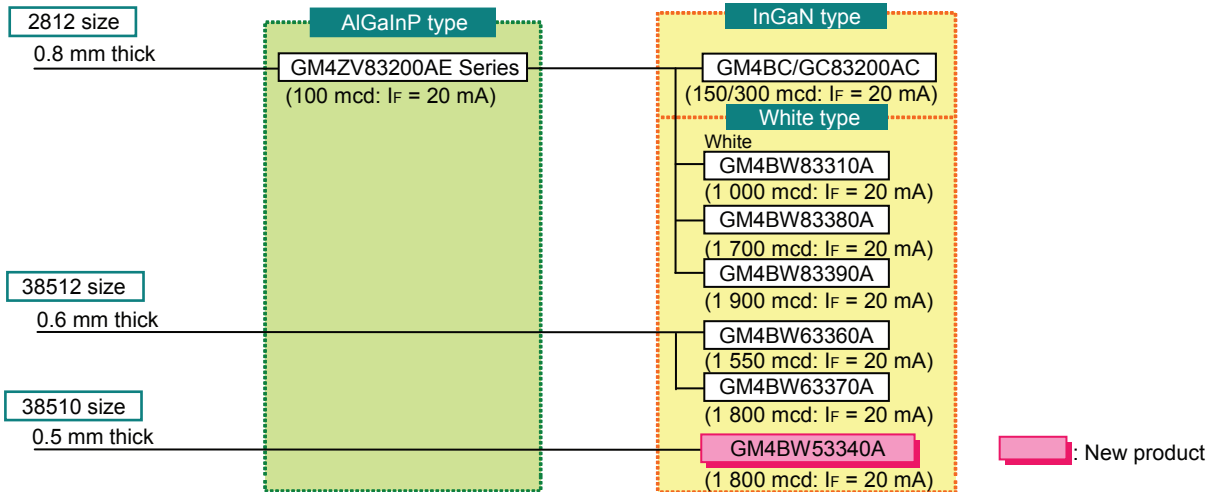 2812 size
0.8 mm thick
AlGaInP type
GM4ZV83200AE Series
(100 mcd: IF = 20 mA)
InGaN type
GM4BC/GC83200AC
(150/300 mcd: IF = 20 mA)
White type
White
GM4BW83310A
(1 000 mcd: IF = 20 mA)
GM4BW83380A
(1 700 mcd: IF = 20 mA)
GM4BW83390A
(1 900 mcd: IF = 20 mA)
38512 size
0.6 mm thick
GM4BW63360A
(1 550 mcd: IF = 20 mA)
GM4BW63370A
(1 800 mcd: IF = 20 mA)
38510 size
0.5 mm thick
GM4BW53340A
(1 800 mcd: IF = 20 mA)
: New product